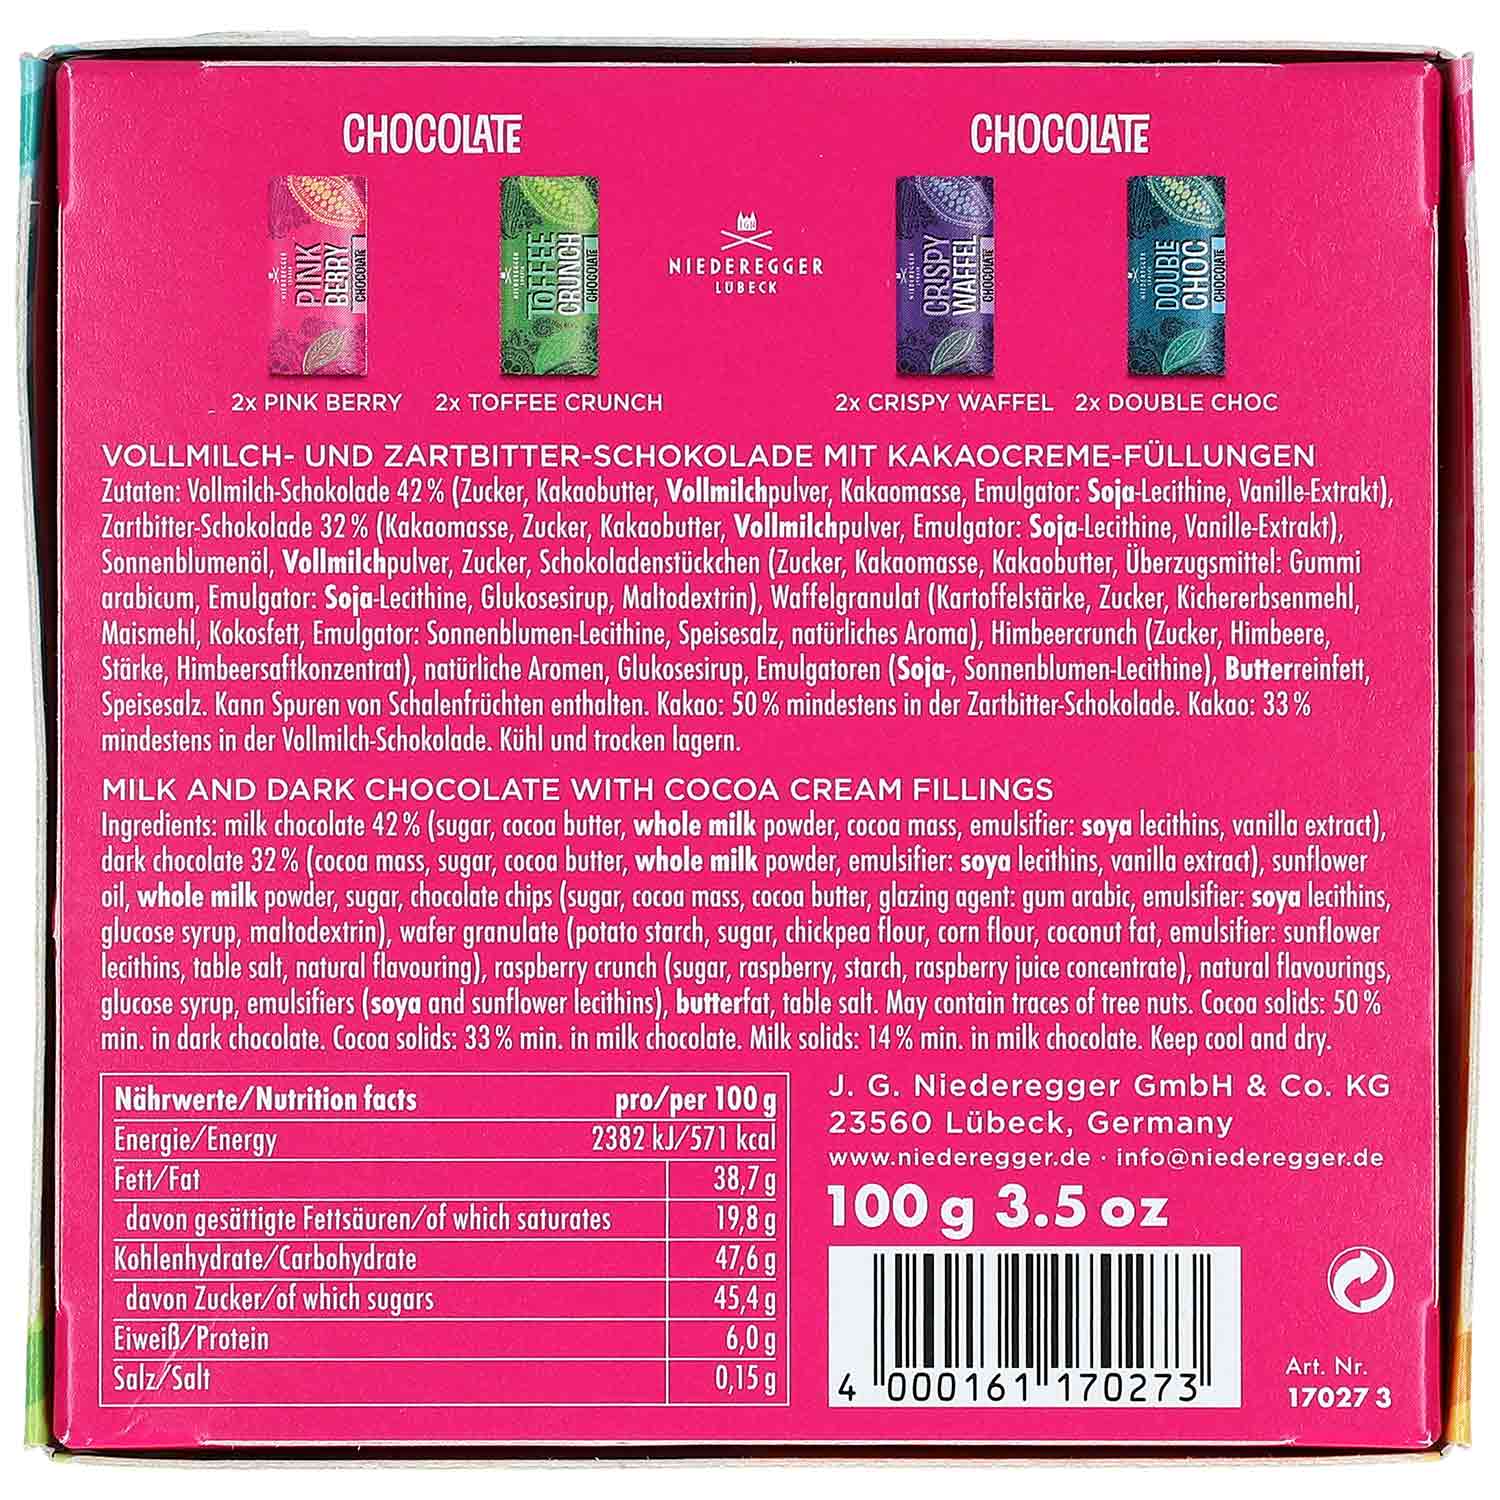 CHOCOLATE
CHOCOLATE
PINK BERRY CHOCOLATE
TOFFEE CRUNCH CHOCOLATE
NIEDEREGGER
LÜBECK
CRISPY WAFFEL CHOCOLATE
DOUBLE CHOC CHOCOLATE
2x PINK BERRY 2x TOFFEE CRUNCH 2x CRISPY WAFFEL 2x DOUBLE CHOC
VOLLMILCH- UND ZARTBITTER-SCHOKOLADE MIT KAKAOCREME-FÜLLUNGEN
Zutaten: Vollmilch-Schokolade 42 % (Zucker, Kakaobutter, Vollmilchpulver, Kakaomasse, Emulgator: Soja-Lecithine, Vanille-Extrakt),
Zartbitter-Schokolade 32 % (Kakaomasse, Zucker, Kakaobutter, Vollmilchpulver, Emulgator: Soja-Lecithine, Vanille-Extrakt),
Sonnenblumenöl, Vollmilchpulver, Zucker, Schokoladenstückchen (Zucker, Kakaomasse, Kakaobutter, Überzugsmittel: Gummi
arabicum, Emulgator: Soja-Lecithine, Glukosesirup, Maltodextrin), Waffelgranulat (Kartoffelstärke, Zucker, Kichererbsenmehl,
Maismehl, Kokosfett, Emulgator: Sonnenblumen-Lecithine, Speisesalz, natürliches Aroma), Himbeercrunch (Zucker, Himbeere,
Stärke, Himbeersaftkonzentrat), natürliche Aromen, Glukosesirup, Emulgatoren (Soja-, Sonnenblumen-Lecithine), Butterreinfett,
Speisesalz. Kann Spuren von Schalenfrüchten enthalten. Kakao: 50 % mindestens in der Zartbitter-Schokolade. Kakao: 33 %
mindestens in der Vollmilch-Schokolade. Kühl und trocken lagern.
MILK AND DARK CHOCOLATE WITH COCOA CREAM FILLINGS
Ingredients: milk chocolate 42 % (sugar, cocoa butter, whole milk powder, cocoa mass, emulsifier: soya lecithins, vanilla extract),
dark chocolate 32 % (cocoa mass, sugar, cocoa butter, whole milk powder, emulsifier: soya lecithins, vanilla extract), sunflower
oil, whole milk powder, sugar, chocolate chips (sugar, cocoa mass, cocoa butter, glazing agent: gum arabic, emulsifier: soya lecithins,
glucose syrup, maltodextrin), wafer granulate (potato starch, sugar, chickpea flour, corn flour, coconut fat, emulsifier: sunflower
lecithins, table salt, natural flavouring), raspberry crunch (sugar, raspberry, starch, raspberry juice concentrate), natural flavourings,
glucose syrup, emulsifiers (soya and sunflower lecithins), butterfat, table salt. May contain traces of tree nuts. Cocoa solids: 50 %
min. in dark chocolate. Cocoa solids: 33 % min. in milk chocolate. Milk solids: 14 % min. in milk chocolate. Keep cool and dry.
Nährwerte/Nutrition facts pro/per 100 g
Energie/Energy 2382 kJ/571 kcal
Fett/Fat 38,7 g
davon gesättigte Fettsäuren/of which saturates 19,8 g
Kohlenhydrate/Carbohydrate 47,6 g
davon Zucker/of which sugars 45,4 g
Eiweiß/Protein 6,0 g
Salz/Salt 0,15 g
J. G. Niederegger GmbH & Co. KG
23560 Lübeck, Germany
www.niederegger.de · info@niederegger.de
100 g 3.5 oz
4 000161 170273
Art. Nr.
17027 3